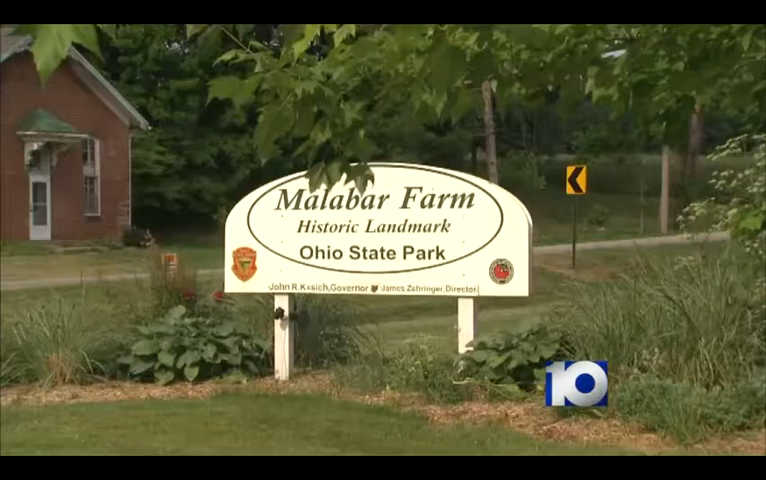 Malabar Farm
Historic Landmark
Ohio State Park
John R. Kasich, Governor James Zehringer, Director
10